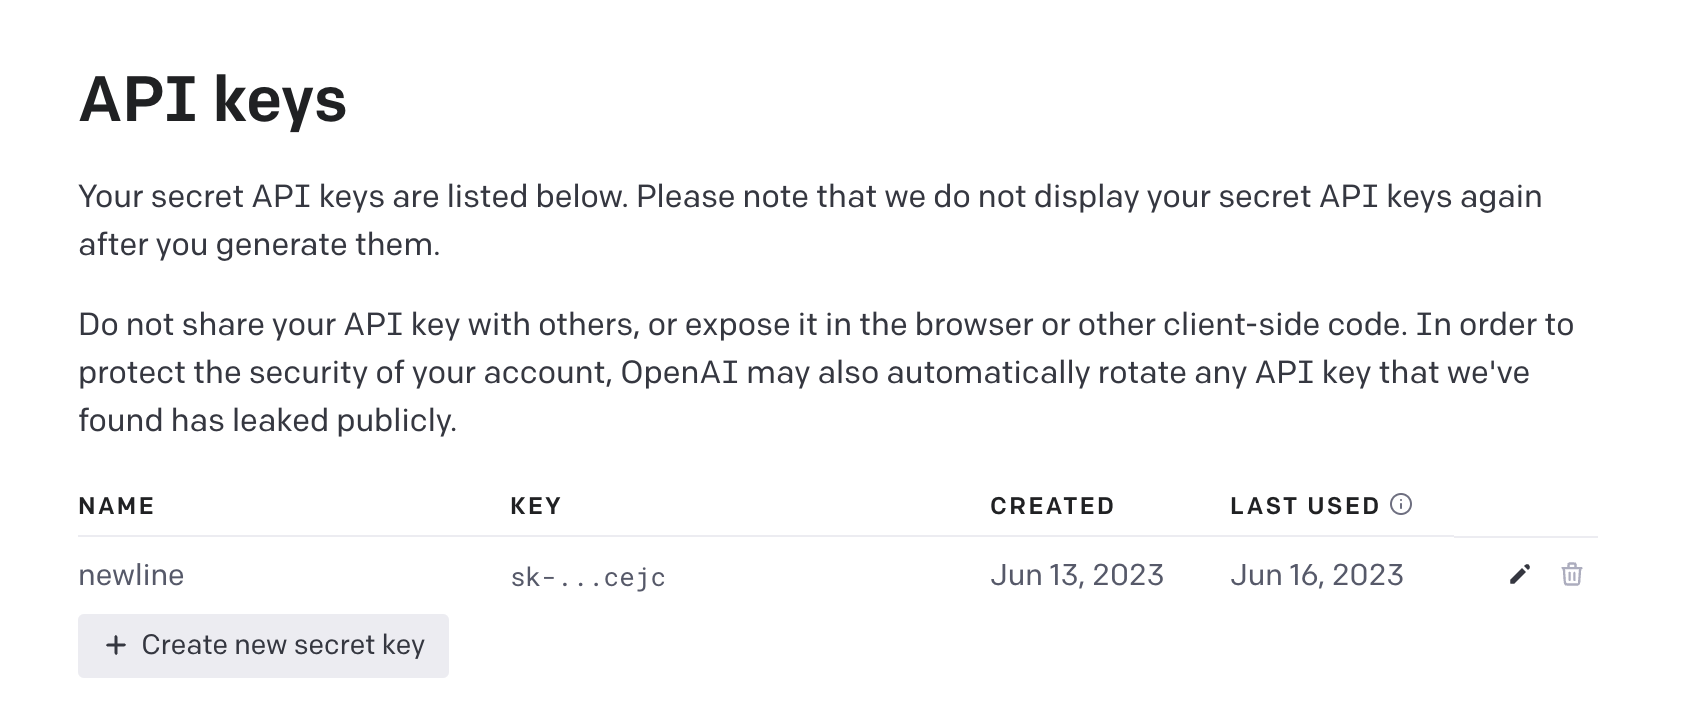 API keys
Your secret API keys are listed below. Please note that we do not display your secret API keys again
after you generate them.
Do not share your API key with others, or expose it in the browser or other client-side code. In order to
protect the security of your account, OpenAI may also automatically rotate any API key that we've
found has leaked publicly.
NAME KEY CREATED LAST USED
newline sk-...cejc Jun 13, 2023 Jun 16, 2023
+ Create new secret key